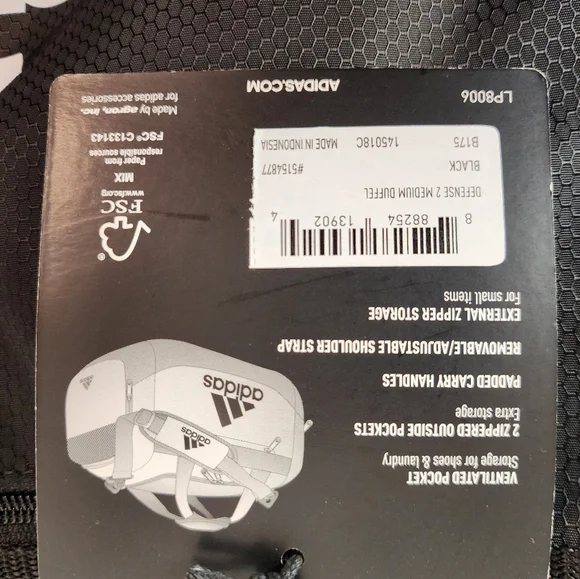 VENTILATED POCKET
Storage for shoes & laundry
2 ZIPPERED OUTSIDE POCKETS
Extra storage
PADDED CARRY HANDLES
REMOVABLE/ADJUSTABLE SHOULDER STRAP
EXTERNAL ZIPPER STORAGE
For small items
adidas
adidas
adidas
8 88254 13902 4
DEFENSE 2 MEDIUM DUFFEL
BLACK #5154877
B175 145018C MADE IN INDONESIA
®
FSC
www.fsc.org
MIX
Paper from
responsible sources
FSC® C133143
Made by agron, inc.
for adidas accessories
LP8006
ADIDAS.COM